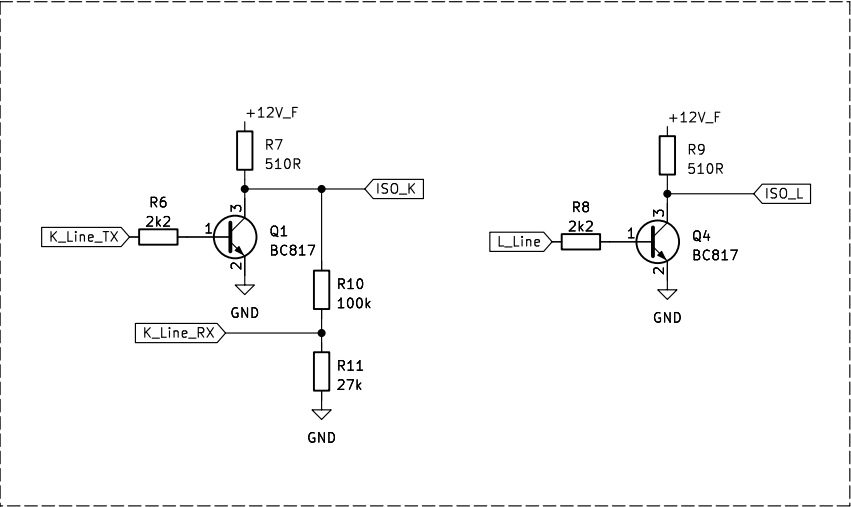 +12V_F
R7
510R
ISO_K
R6
2k2
K_Line_TX
1
3
2
Q1
BC817
GND
R10
100k
K_Line_RX
R11
27k
GND
+12V_F
R9
510R
ISO_L
R8
2k2
L_Line
1
3
2
Q4
BC817
GND